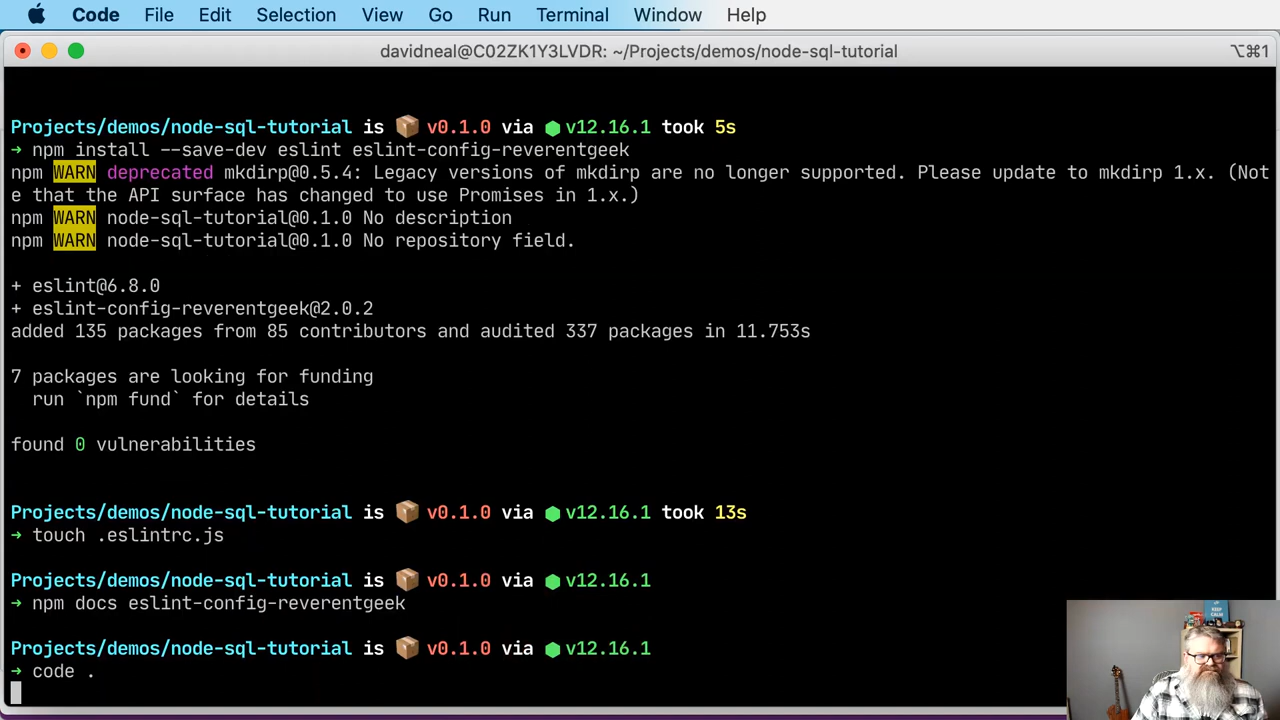 Code File Edit Selection View Go Run Terminal Window Help
davidneal@C02ZK1Y3LVDR: ~/Projects/demos/node-sql-tutorial ⌥⌘1
Projects/demos/node-sql-tutorial is 📦 v0.1.0 via ⬢ v12.16.1 took 5s
➜ npm install --save-dev eslint eslint-config-reverentgeek
npm WARN deprecated mkdirp@0.5.4: Legacy versions of mkdirp are no longer supported. Please update to mkdirp 1.x. (Not
e that the API surface has changed to use Promises in 1.x.)
npm WARN node-sql-tutorial@0.1.0 No description
npm WARN node-sql-tutorial@0.1.0 No repository field.
+ eslint@6.8.0
+ eslint-config-reverentgeek@2.0.2
added 135 packages from 85 contributors and audited 337 packages in 11.753s
7 packages are looking for funding
run `npm fund` for details
found 0 vulnerabilities
Projects/demos/node-sql-tutorial is 📦 v0.1.0 via ⬢ v12.16.1 took 13s
➜ touch .eslintrc.js
Projects/demos/node-sql-tutorial is 📦 v0.1.0 via ⬢ v12.16.1
➜ npm docs eslint-config-reverentgeek
Projects/demos/node-sql-tutorial is 📦 v0.1.0 via ⬢ v12.16.1
➜ code .
KEEP
CALM